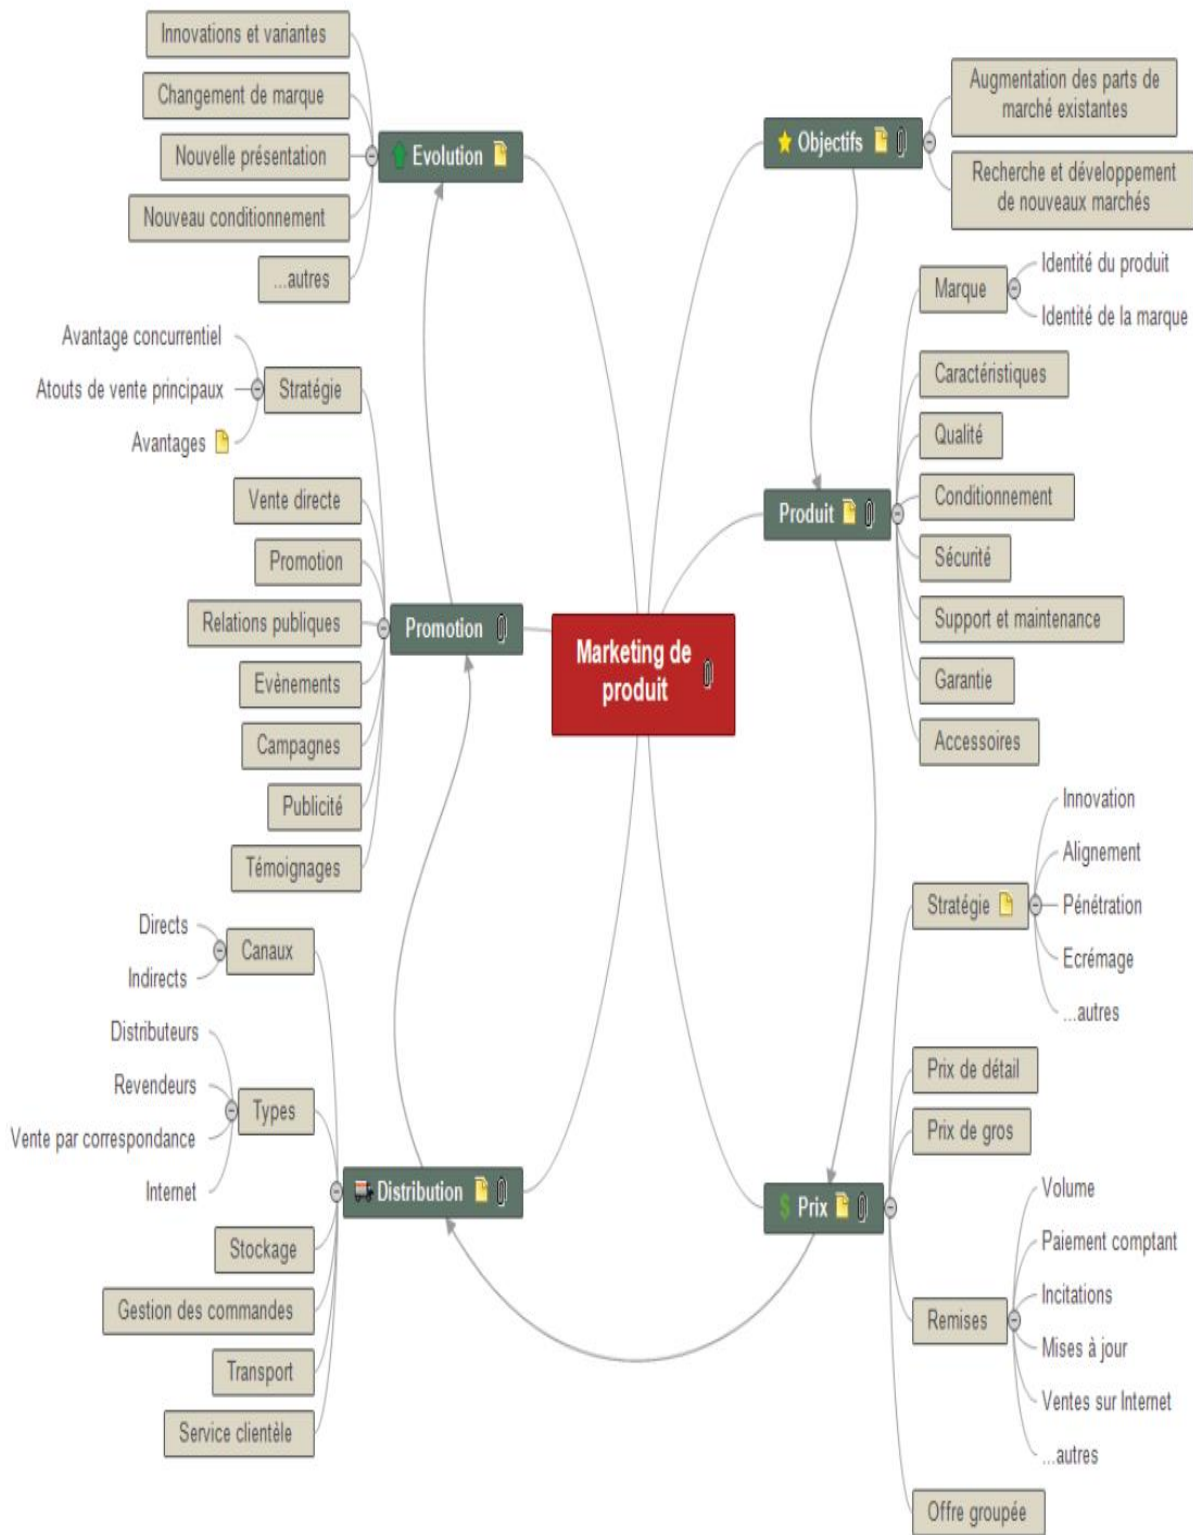 Marketing de
produit
Objectifs
Augmentation des parts de
marché existantes
Recherche et développement
de nouveaux marchés
Produit
Marque
Identité du produit
Identité de la marque
Caractéristiques
Qualité
Conditionnement
Sécurité
Support et maintenance
Garantie
Accessoires
$ Prix
Stratégie
Innovation
Alignement
Pénétration
Ecrémage
...autres
Prix de détail
Prix de gros
Remises
Volume
Paiement comptant
Incitations
Mises à jour
Ventes sur Internet
...autres
Offre groupée
Distribution
Canaux
Directs
Indirects
Types
Distributeurs
Revendeurs
Vente par correspondance
Internet
Stockage
Gestion des commandes
Transport
Service clientèle
Promotion
Stratégie
Avantage concurrentiel
Atouts de vente principaux
Avantages
Vente directe
Promotion
Relations publiques
Evènements
Campagnes
Publicité
Témoignages
Evolution
Innovations et variantes
Changement de marque
Nouvelle présentation
Nouveau conditionnement
...autres